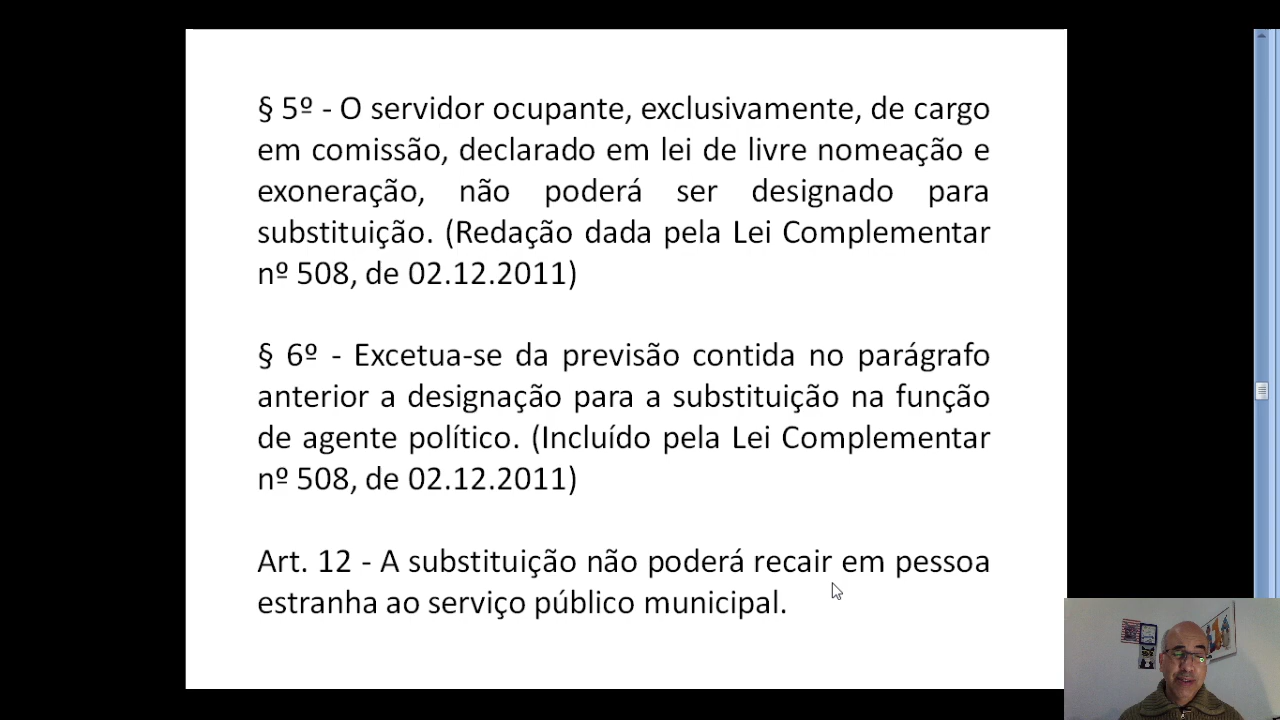 § 5º - O servidor ocupante, exclusivamente, de cargo
em comissão, declarado em lei de livre nomeação e
exoneração, não poderá ser designado para
substituição. (Redação dada pela Lei Complementar
nº 508, de 02.12.2011)
§ 6º - Excetua-se da previsão contida no parágrafo
anterior a designação para a substituição na função
de agente político. (Incluído pela Lei Complementar
nº 508, de 02.12.2011)
Art. 12 - A substituição não poderá recair em pessoa
estranha ao serviço público municipal.